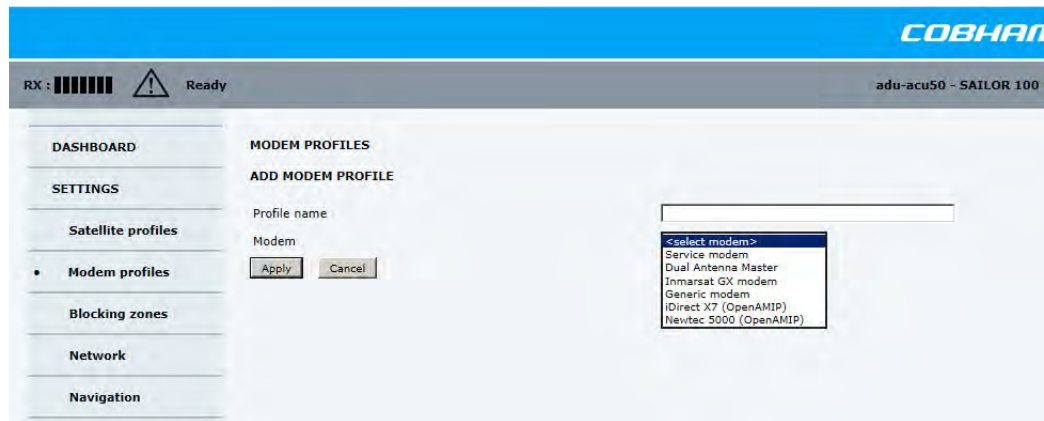 COBHAM
RX :
Ready
adu-acu50 - SAILOR 100
DASHBOARD
SETTINGS
Satellite profiles
Modem profiles
Blocking zones
Network
Navigation
MODEM PROFILES
ADD MODEM PROFILE
Profile name
Modem
<select modem>
Service modem
Dual Antenna Master
Inmarsat GX modem
Generic modem
iDirect X7 (OpenAMIP)
Newtec 5000 (OpenAMIP)
Apply Cancel